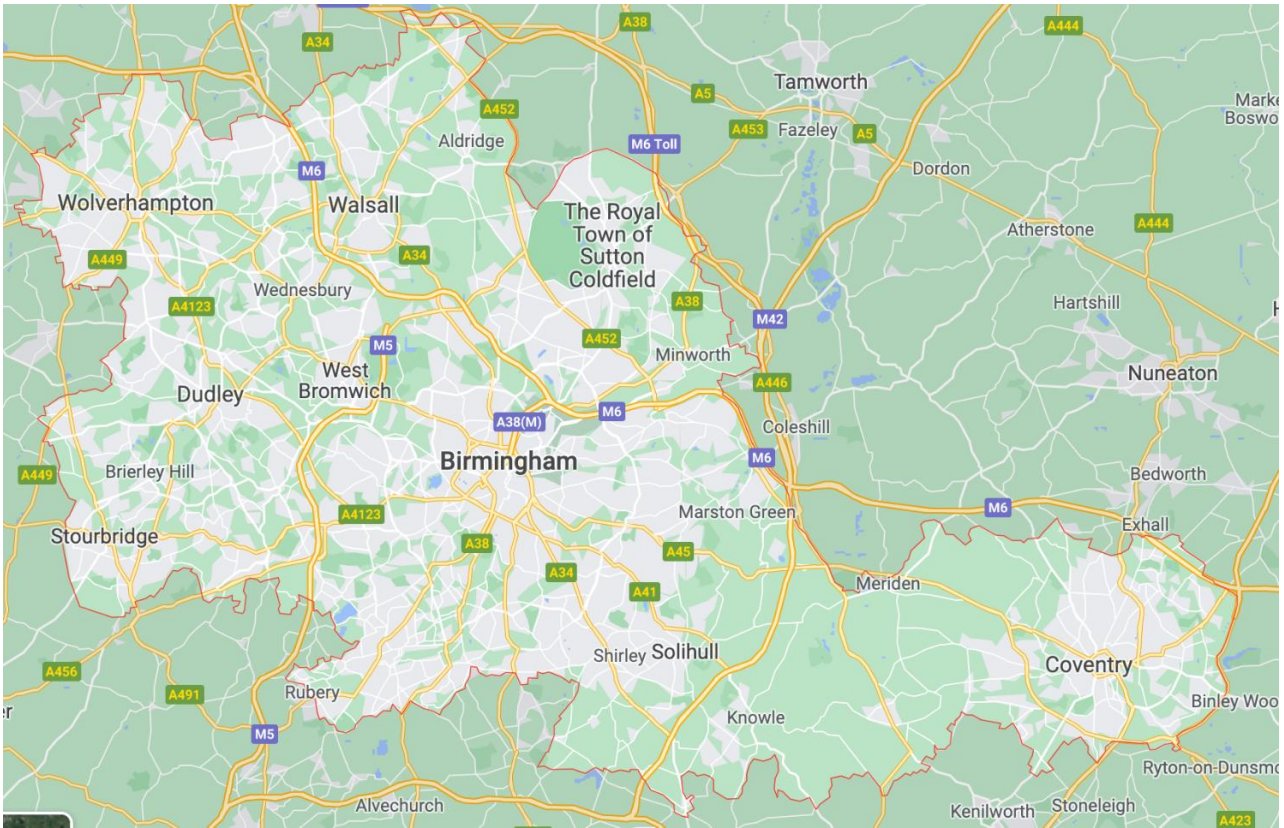 A34
A38
A444
Tamworth
A5
Marke
Boswo
A452
A453
Fazeley
A5
Aldridge
M6 Toll
Dordon
M6
Wolverhampton
Walsall
The Royal
Town of
Sutton
Coldfield
A444
Atherstone
A449
A34
Wednesbury
A38
Hartshill
H
A4123
M42
A452
M5
Minworth
West
Bromwich
A446
Nuneaton
Dudley
M6
A38(M)
Coleshill
Birmingham
M6
Brierley Hill
A449
Bedworth
M6
A4123
Marston Green
Exhall
Stourbridge
A38
A45
A34
Meriden
A41
Shirley
Solihull
Coventry
A456
er
A491
Rubery
Binley Woo
M5
Knowle
Ryton-on-Dunsmo
Alvechurch
Kenilworth
Stoneleigh
A423